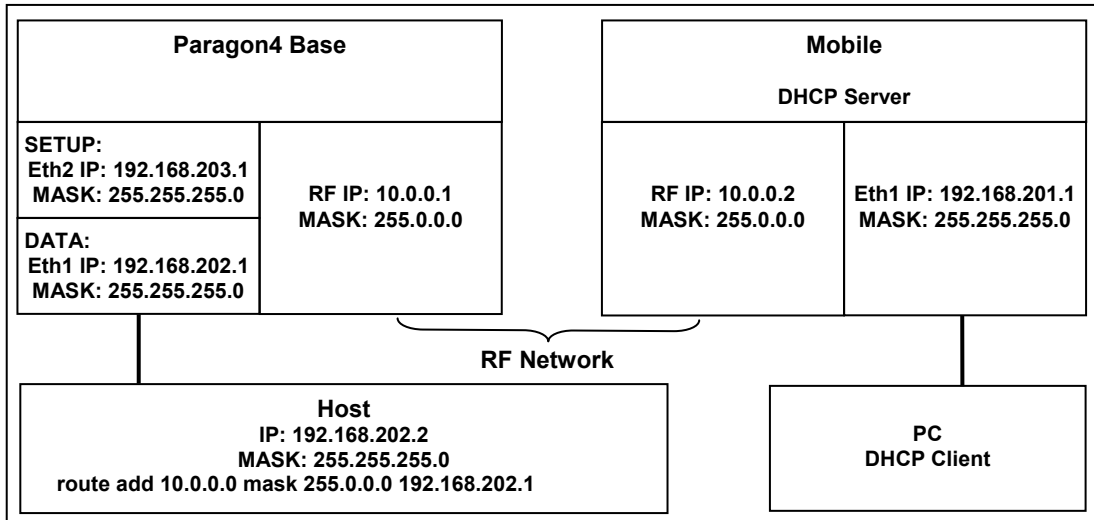 Paragon4 Base
SETUP:
Eth2 IP: 192.168.203.1
MASK: 255.255.255.0
DATA:
Eth1 IP: 192.168.202.1
MASK: 255.255.255.0
RF IP: 10.0.0.1
MASK: 255.0.0.0
Mobile
DHCP Server
RF IP: 10.0.0.2
MASK: 255.0.0.0
Eth1 IP: 192.168.201.1
MASK: 255.255.255.0
RF Network
Host
IP: 192.168.202.2
MASK: 255.255.255.0
route add 10.0.0.0 mask 255.0.0.0 192.168.202.1
PC
DHCP Client